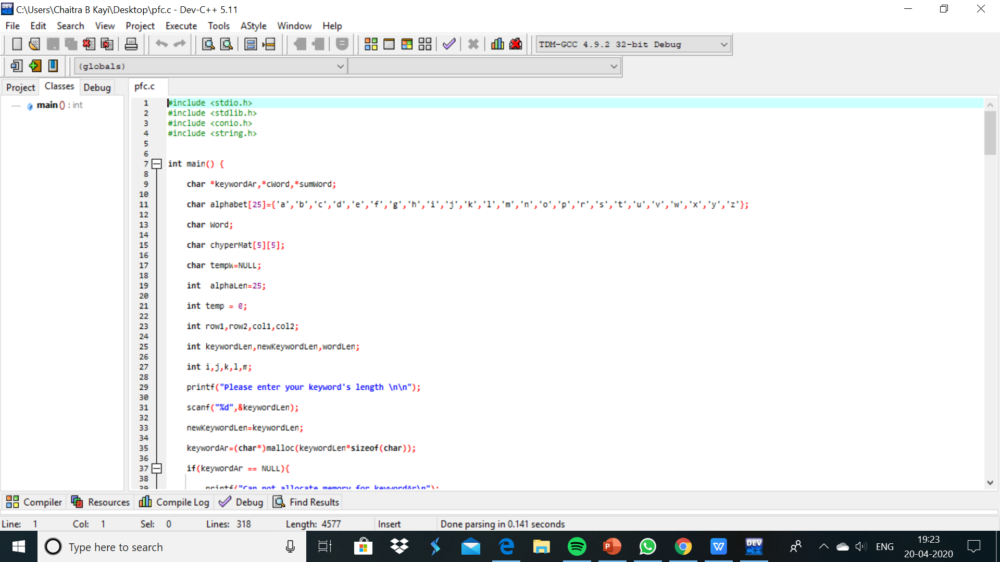 C:\Users\Chaitra B Kayi\Desktop\pfc.c - Dev-C++ 5.11
File Edit Search View Project Execute Tools AStyle Window Help
TDM-GCC 4.9.2 32-bit Debug
(globals)
Project Classes Debug
pfc.c
main () : int
1 #include <stdio.h>
2 #include <stdlib.h>
3 #include <conio.h>
4 #include <string.h>
5
6
7 int main() {
8
9 char *keywordAr,*cWord,*sumWord;
10
11 char alphabet[25]={'a','b','c','d','e','f','g','h','i','j','k','l','m','n','o','p','r','s','t','u','v','w','x','y','z'};
12
13 char Word;
14
15 char chyperMat[5][5];
16
17 char tempW=NULL;
18
19 int  alphaLen=25;
20
21 int temp = 0;
22
23 int row1,row2,col1,col2;
24
25 int keywordLen,newKeywordLen,wordLen;
26
27 int i,j,k,l,m;
28
29 printf("Please enter your keyword's length \n\n");
30
31 scanf("%d",&keywordLen);
32
33 newKeywordLen=keywordLen;
34
35 keywordAr=(char*)malloc(keywordLen*sizeof(char));
36
37 if(keywordAr == NULL){
38
39 printf("Can not allocate memory for keywordAr\n");
Compiler Resources Compile Log Debug Find Results
Line: 1 Col: 1 Sel: 0 Lines: 318 Length: 4577 Insert Done parsing in 0.141 seconds
Type here to search
DEV C++
ENG
19:23
20-04-2020